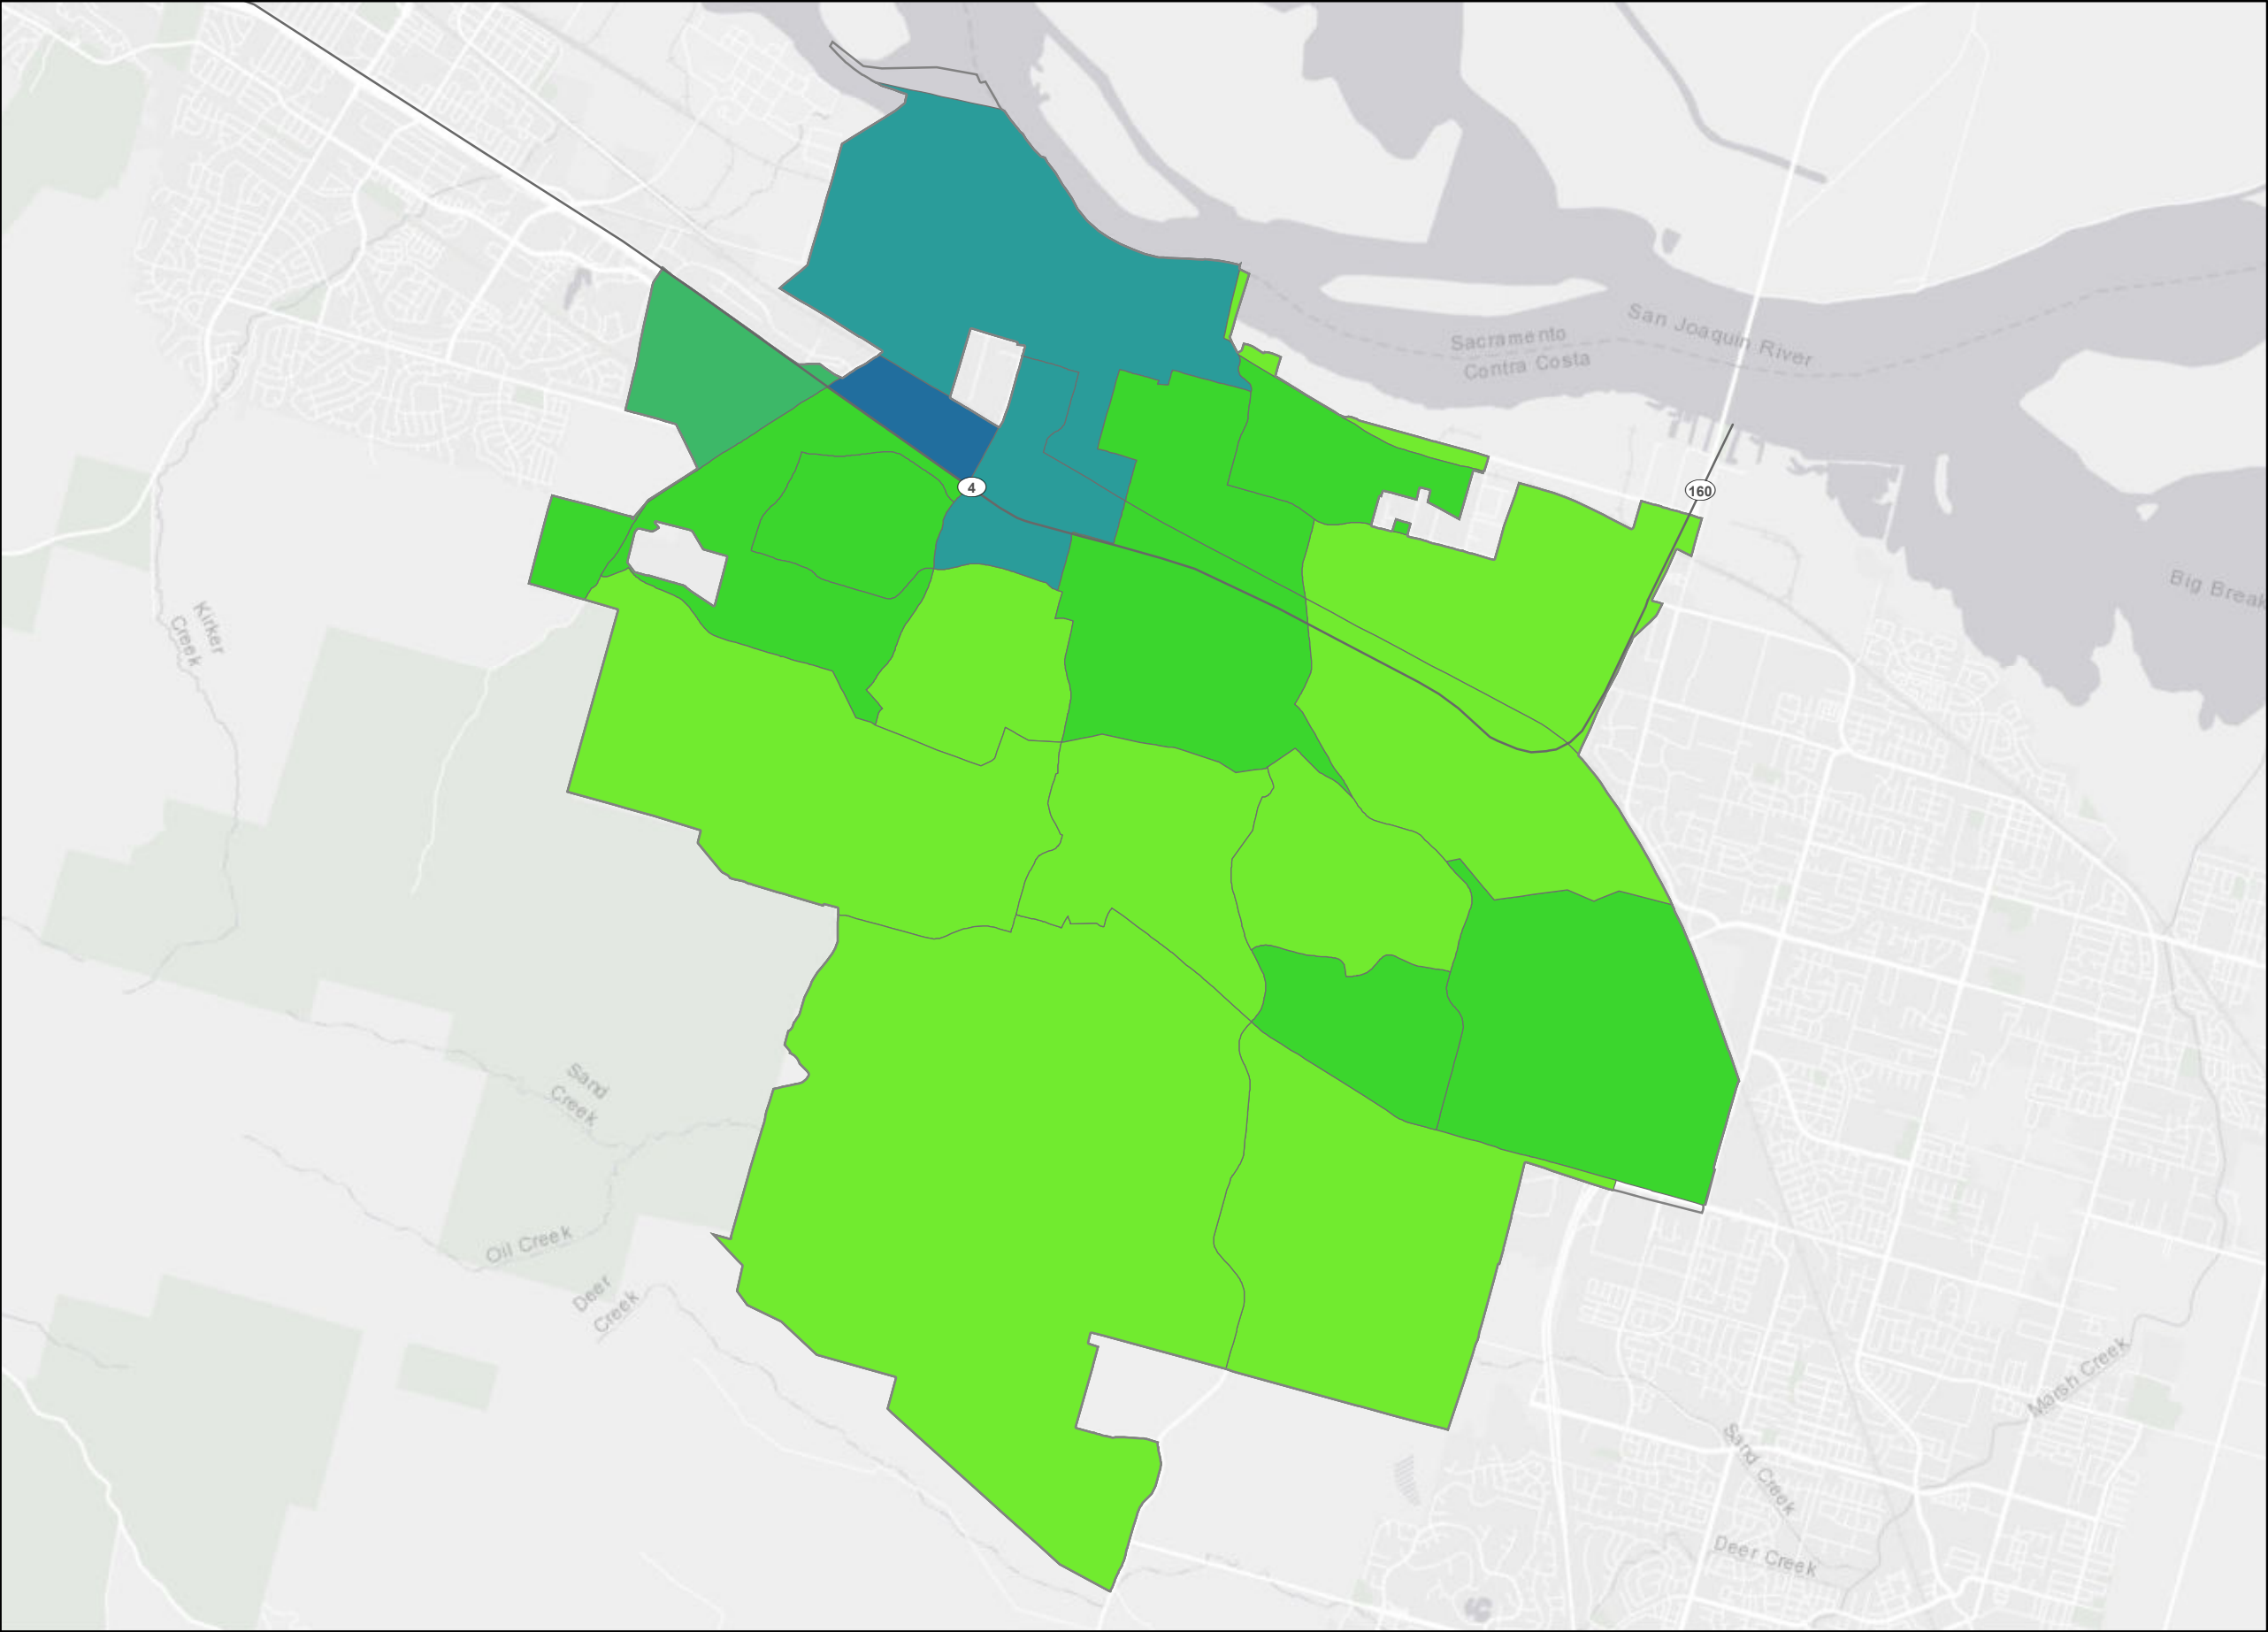 San Joaquin River
Sacramento
Contra Costa
4
160
Big Break
Kirker
Creek
Sand
Creek
Oil Creek
Deer
Creek
Marsh Creek
Sand Creek
Deer Creek